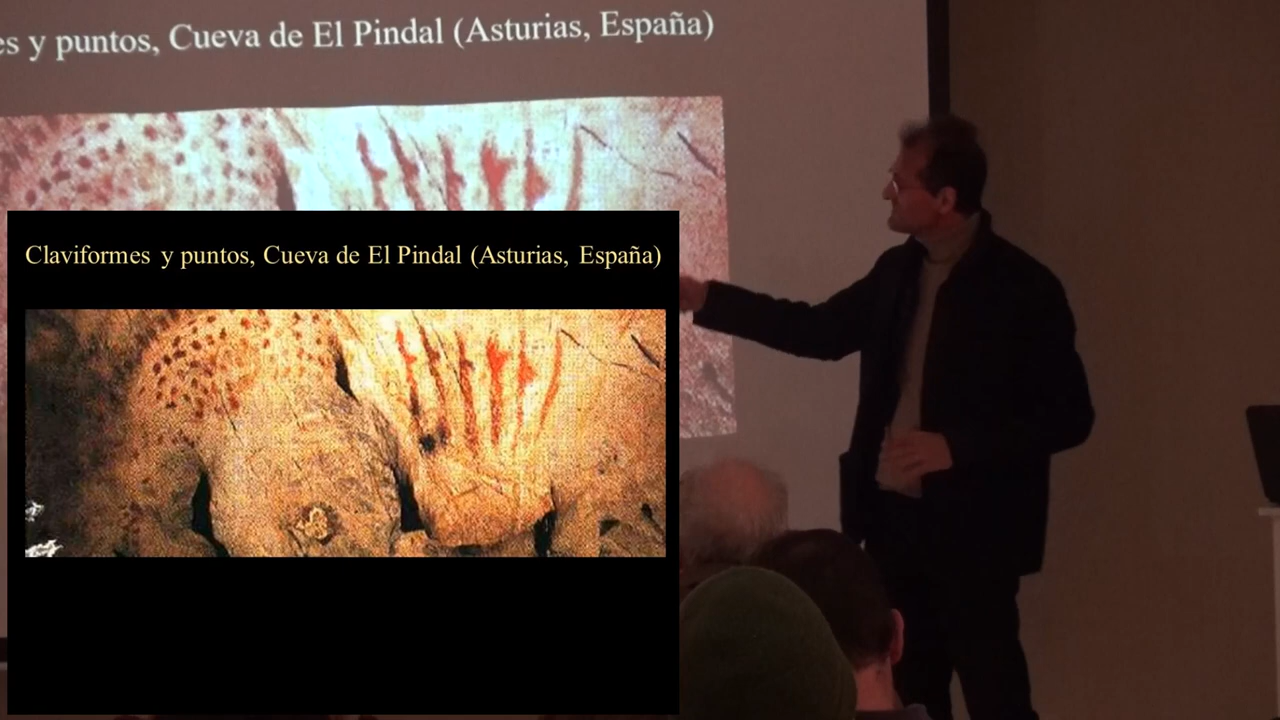 es y puntos, Cueva de El Pindal (Asturias, España)
Claviformes y puntos, Cueva de El Pindal (Asturias, España)